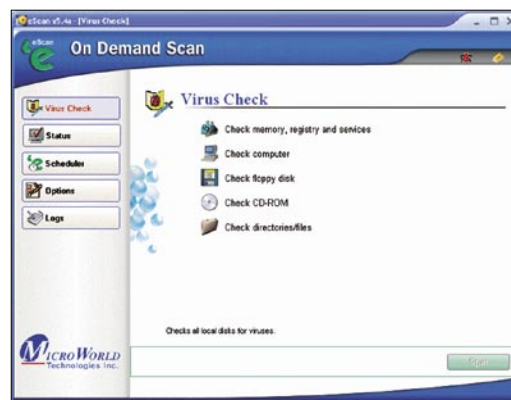 eScan v5.4a - [Virus Check]
eScan
On Demand Scan
Virus Check
Status
Scheduler
Options
Logs
Virus Check
Check memory, registry and services
Check computer
Check floppy disk
Check CD-ROM
Check directories/files
Checks all local disks for viruses.
MICROWORLD
Technologies Inc.